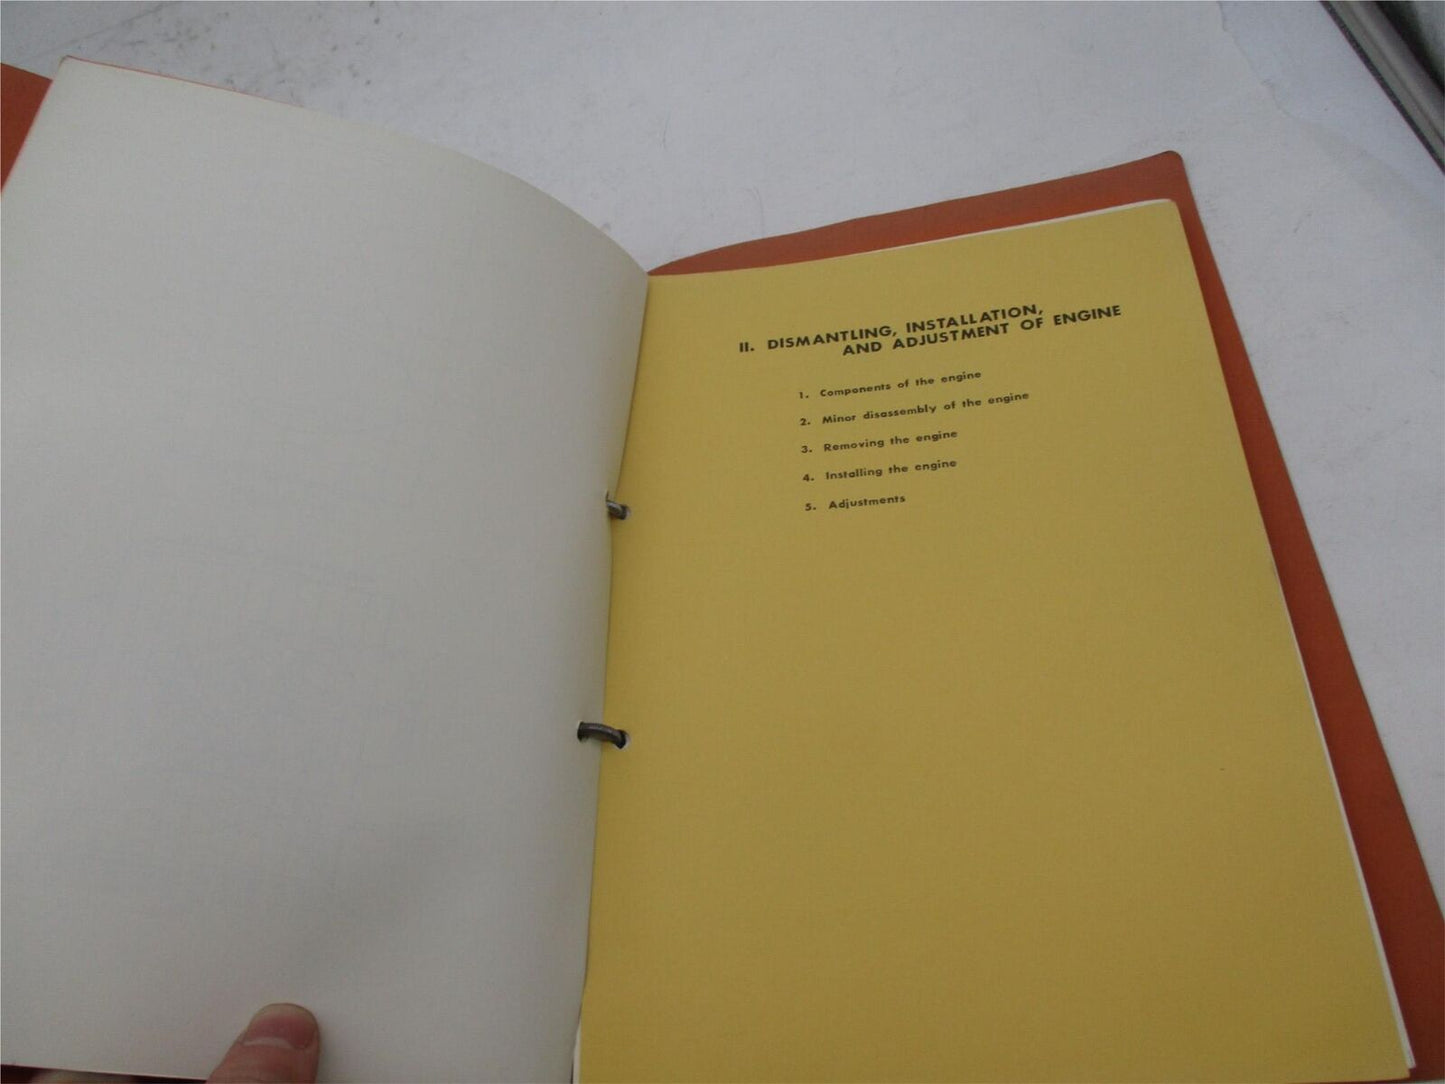 II. DISMANTLING, INSTALLATION,
AND ADJUSTMENT OF ENGINE
1. Components of the engine
2. Minor disassembly of the engine
3. Removing the engine
4. Installing the engine
5. Adjustments